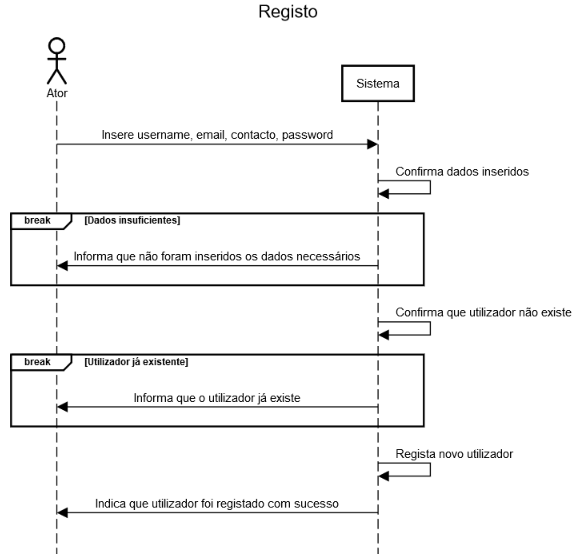 Registo
Ator
Sistema
Insere username, email, contacto, password
Confirma dados inseridos
break [Dados insuficientes]
Informa que não foram inseridos os dados necessários
Confirma que utilizador não existe
break [Utilizador já existente]
Informa que o utilizador já existe
Regista novo utilizador
Indica que utilizador foi registado com sucesso